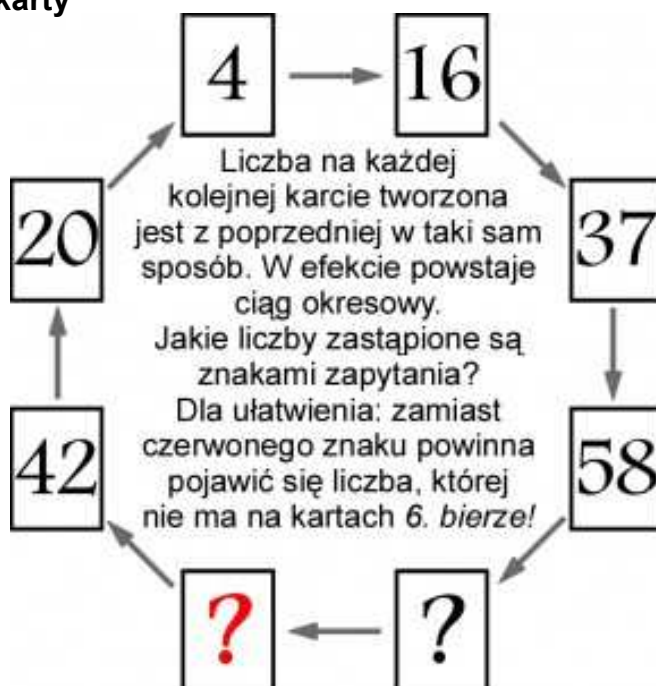 karty
4 16
Liczba na każdej
kolejnej karcie tworzona
20 jest z poprzedniej w taki sam 37
sposób. W efekcie powstaje
ciąg okresowy.
Jakie liczby zastąpione są
znakami zapytania?
Dla ułatwienia: zamiast
42 czerwonego znaku powinna 58
pojawić się liczba, której
nie ma na kartach 6. bierze!
? ?